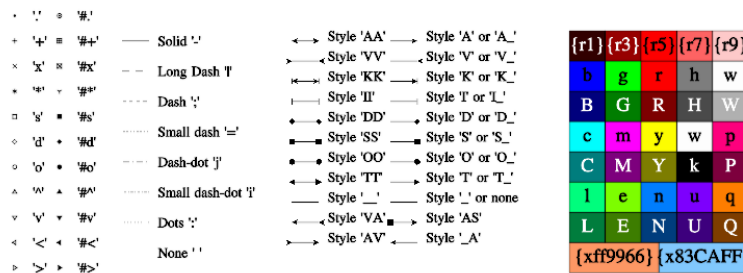 '.' '#.'
'+' '#+'
'x' '#x'
'*' '#*'
's' '#s'
'd' '#d'
'o' '#o'
'^' '#^'
'v' '#v'
'<' '#<'
'>' '#>'
Solid '-'
Long Dash '|'
Dash ';'
Small dash '='
Dash-dot 'j'
Small dash-dot 'i'
Dots ':'
None ' '
Style 'AA' Style 'A' or 'A_'
Style 'VV' Style 'V' or 'V_'
Style 'KK' Style 'K' or 'K_'
Style 'II' Style 'I' or 'I_'
Style 'DD' Style 'D' or 'D_'
Style 'SS' Style 'S' or 'S_'
Style 'OO' Style 'O' or 'O_'
Style 'TT' Style 'T' or 'T_'
Style '__' Style '_' or none
Style 'VA' Style 'AS'
Style 'AV' Style '_A'
{r1} {r3} {r5} {r7} {r9}
b g r h w
B G R H W
c m y w p
C M Y k P
l e n u q
L E N U Q
{xff9966} {x83CAFF}